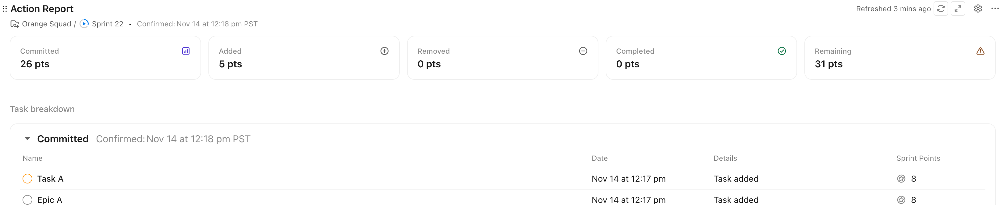 Action Report
Refreshed 3 mins ago
Orange Squad / Sprint 22 • Confirmed: Nov 14 at 12:18 pm PST
Committed
26 pts
Added
5 pts
Removed
0 pts
Completed
0 pts
Remaining
31 pts
Task breakdown
Committed Confirmed: Nov 14 at 12:18 pm PST
Name Date Details Sprint Points
Task A Nov 14 at 12:17 pm Task added 8
Epic A Nov 14 at 12:17 pm Task added 8